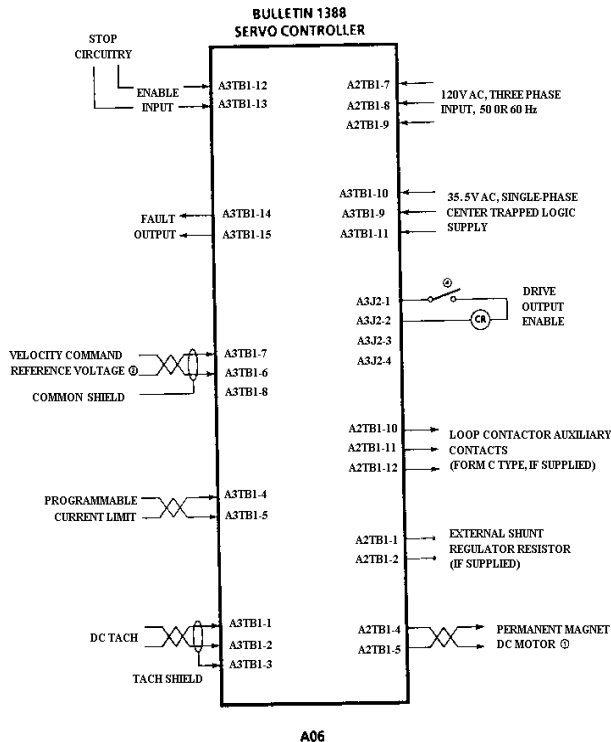 BULLETIN 1388
SERVO CONTROLLER
STOP
CIRCUITRY
ENABLE
INPUT
A3TB1-12
A3TB1-13
FAULT
OUTPUT
A3TB1-14
A3TB1-15
VELOCITY COMMAND
REFERENCE VOLTAGE ②
COMMON SHIELD
A3TB1-7
A3TB1-6
A3TB1-8
PROGRAMMABLE
CURRENT LIMIT
A3TB1-4
A3TB1-5
DC TACH
TACH SHIELD
A3TB1-1
A3TB1-2
A3TB1-3
A2TB1-7
A2TB1-8
A2TB1-9
120V AC, THREE PHASE
INPUT, 50 0R 60 Hz
A3TB1-10
A3TB1-9
A3TB1-11
35.5V AC, SINGLE-PHASE
CENTER TRAPPED LOGIC
SUPPLY
A3J2-1
A3J2-2
A3J2-3
A3J2-4
CR
DRIVE
OUTPUT
ENABLE
A2TB1-10
A2TB1-11
A2TB1-12
LOOP CONTACTOR AUXILIARY
CONTACTS
(FORM C TYPE, IF SUPPLIED)
A2TB1-1
A2TB1-2
EXTERNAL SHUNT
REGULATOR RESISTOR
(IF SUPPLIED)
A2TB1-4
A2TB1-5
PERMANENT MAGNET
DC MOTOR ①
A06